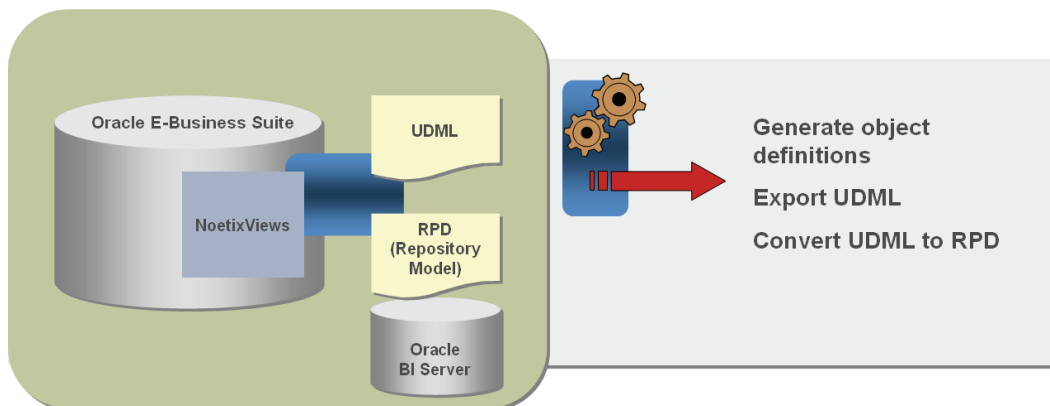 Oracle E-Business Suite
NoetixViews
UDML
RPD
(Repository
Model)
Oracle
BI Server
Generate object
definitions
Export UDML
Convert UDML to RPD